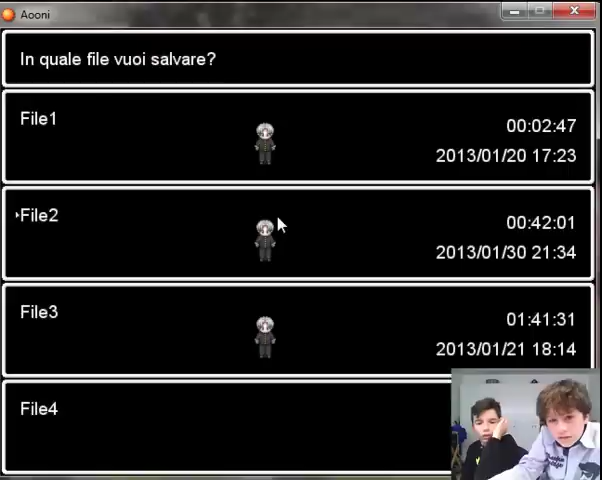 Aooni
In quale file vuoi salvare?
File1
00:02:47
2013/01/20 17:23
File2
00:42:01
2013/01/30 21:34
File3
01:41:31
2013/01/21 18:14
File4